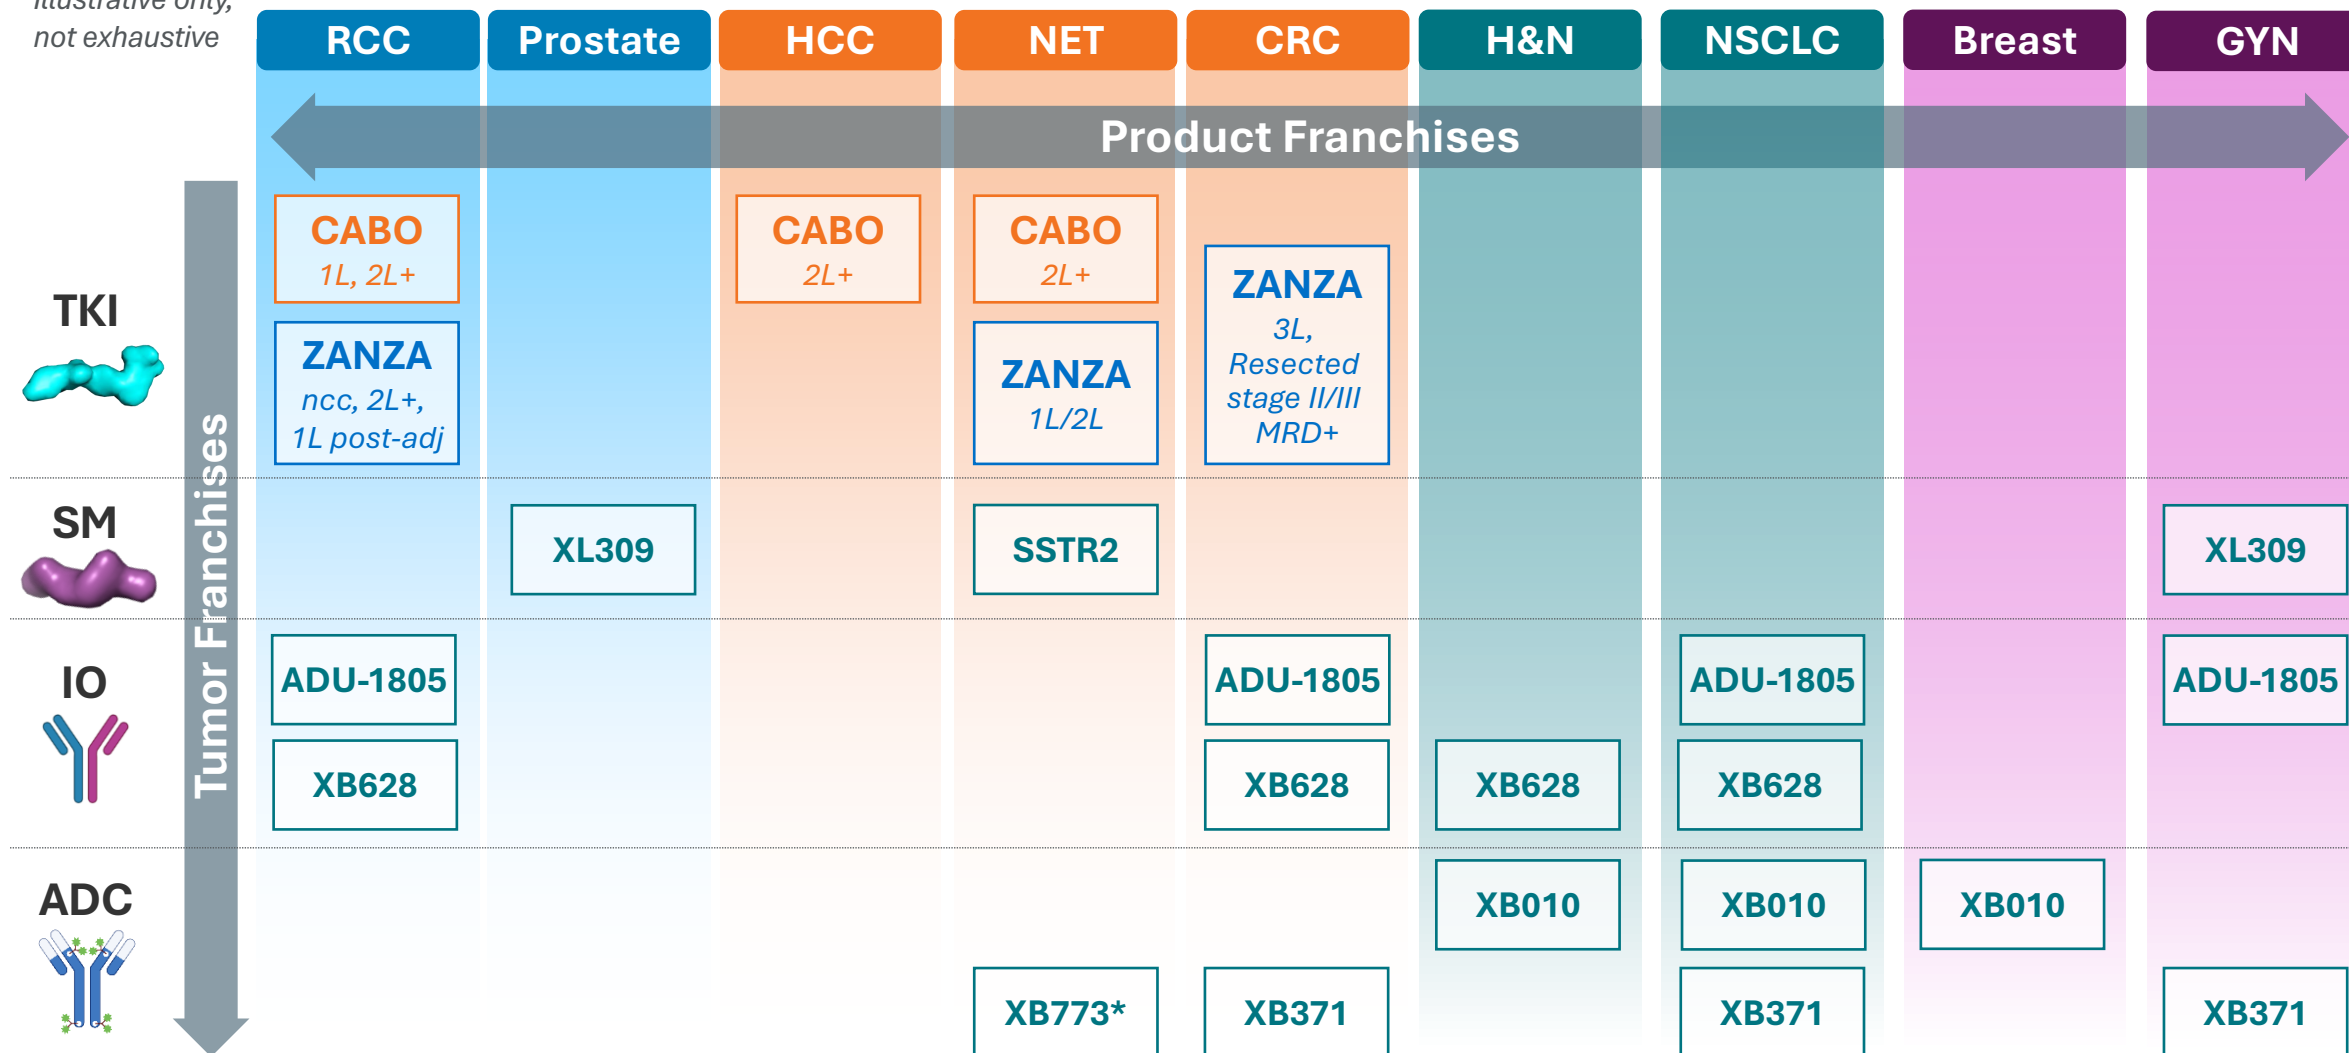 illustrative only,
not exhaustive
RCC
Prostate
HCC
NET
CRC
H&N
NSCLC
Breast
GYN
Product Franchises
Tumor Franchises
TKI
CABO
1L, 2L+
CABO
2L+
CABO
2L+
ZANZA
ncc, 2L+,
1L post-adj
ZANZA
1L/2L
ZANZA
3L,
Resected
stage II/III
MRD+
SM
XL309
SSTR2
XL309
IO
ADU-1805
ADU-1805
ADU-1805
ADU-1805
XB628
XB628
XB628
XB628
ADC
XB010
XB010
XB010
XB773*
XB371
XB371
XB371